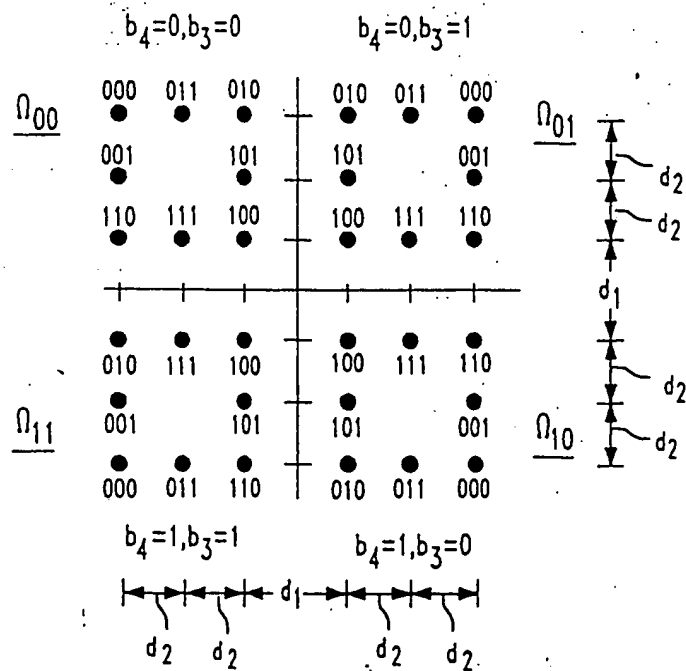 b4=0,b3=0 b4=0,b3=1
000 011 010 010 011 000
Ω00 Ω01
001 101 101 001
d2
110 111 100 100 111 110
d2
d1
010 111 100 100 111 110
d2
Ω11 001 101 101 001 Ω10
d2
000 011 110 010 011 000
b4=1,b3=1 b4=1,b3=0
d1
d2 d2 d2 d2